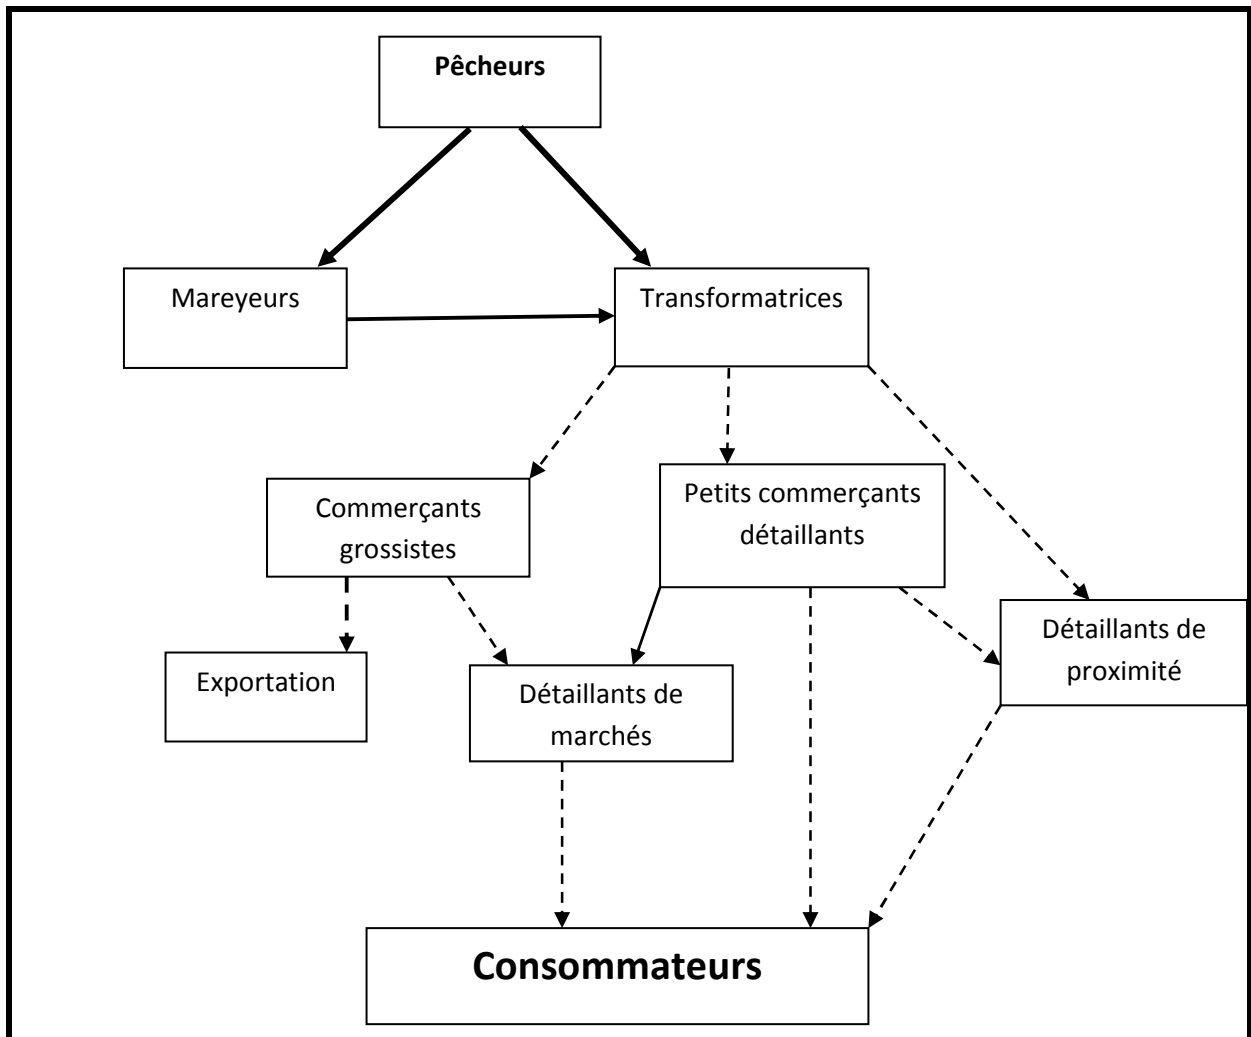 Pêcheurs
Mareyeurs
Transformatrices
Commerçants
grossistes
Petits commerçants
détaillants
Détaillants de
proximité
Exportation
Détaillants de
marchés
Consommateurs